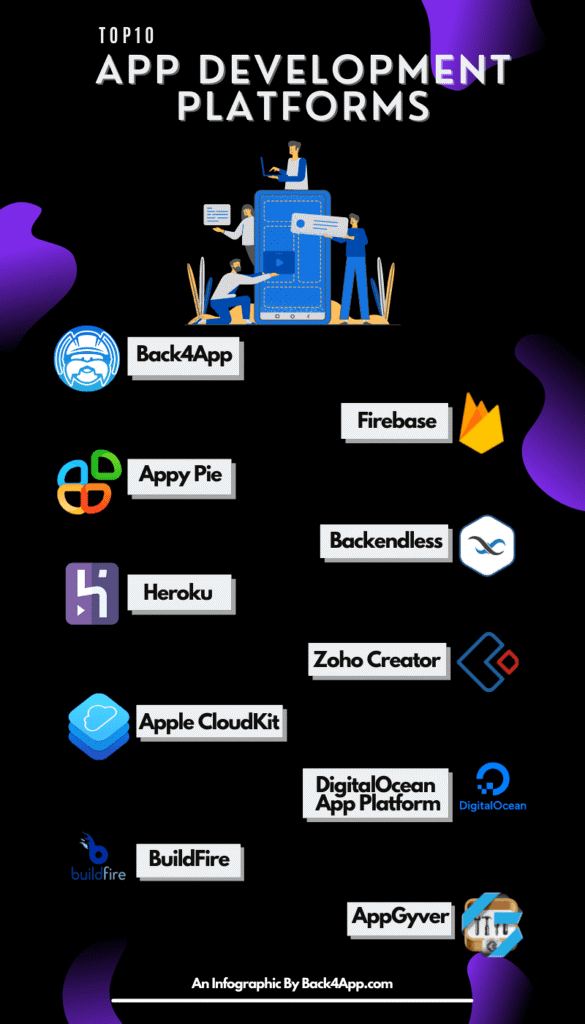 TOP10
APP DEVELOPMENT
PLATFORMS
Back4App
Firebase
Appy Pie
Backendless
Heroku
Zoho Creator
Apple CloudKit
DigitalOcean
App Platform
DigitalOcean
BuildFire
buildfire
AppGyver
An Infographic By Back4App.com